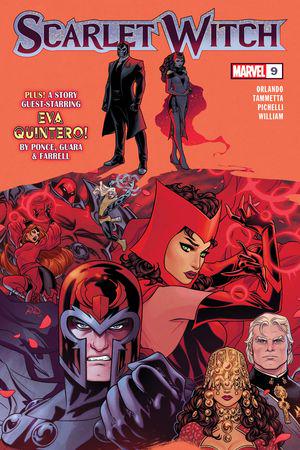 SCARLET WITCH
MARVEL 9
ORLANDO
TAMMETTA
PICHELLI
WILLIAM
PLUS! A STORY
GUEST-STARRING
EVA
QUINTERO!
BY PONCE, GUARA
& FARRELL